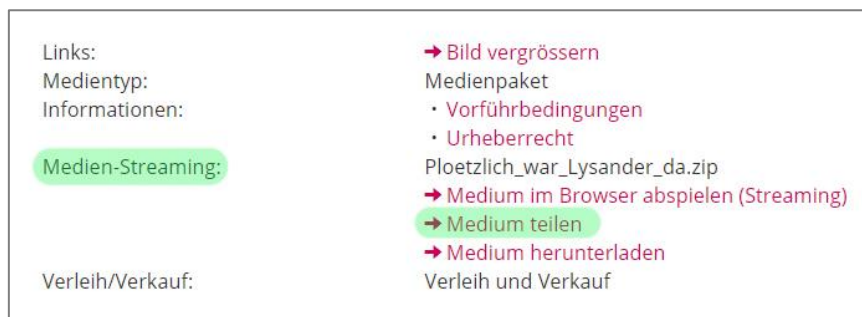 Links: → Bild vergrössern
Medientyp: Medienpaket
Informationen: • Vorführbedingungen
• Urheberrecht
Medien-Streaming: Ploetzlich_war_Lysander_da.zip
→ Medium im Browser abspielen (Streaming)
→ Medium teilen
→ Medium herunterladen
Verleih/Verkauf: Verleih und Verkauf